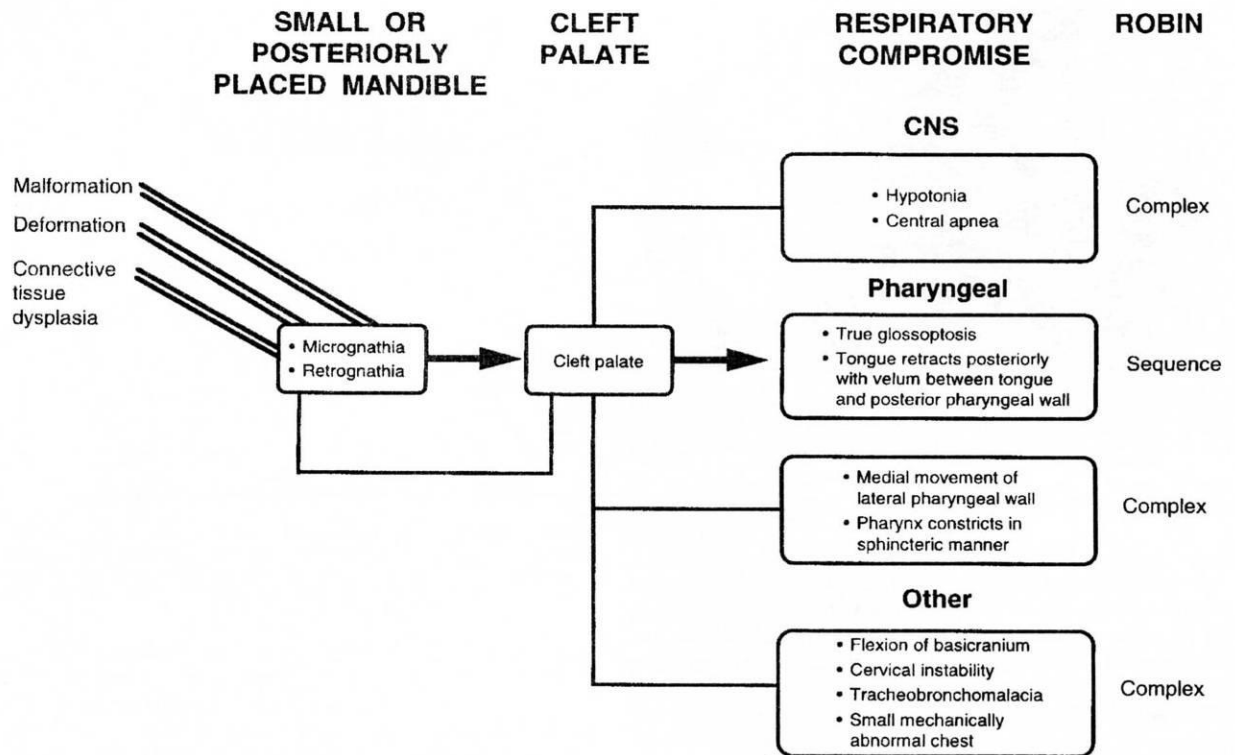 SMALL OR
POSTERIORLY
PLACED MANDIBLE
CLEFT
PALATE
RESPIRATORY
COMPROMISE
ROBIN
Malformation
Deformation
Connective
tissue
dysplasia
• Micrognathia
• Retrognathia
Cleft palate
CNS
• Hypotonia
• Central apnea
Complex
Pharyngeal
• True glossoptosis
• Tongue retracts posteriorly
with velum between tongue
and posterior pharyngeal wall
Sequence
• Medial movement of
lateral pharyngeal wall
• Pharynx constricts in
sphincteric manner
Complex
Other
• Flexion of basicranium
• Cervical instability
• Tracheobronchomalacia
• Small mechanically
abnormal chest
Complex